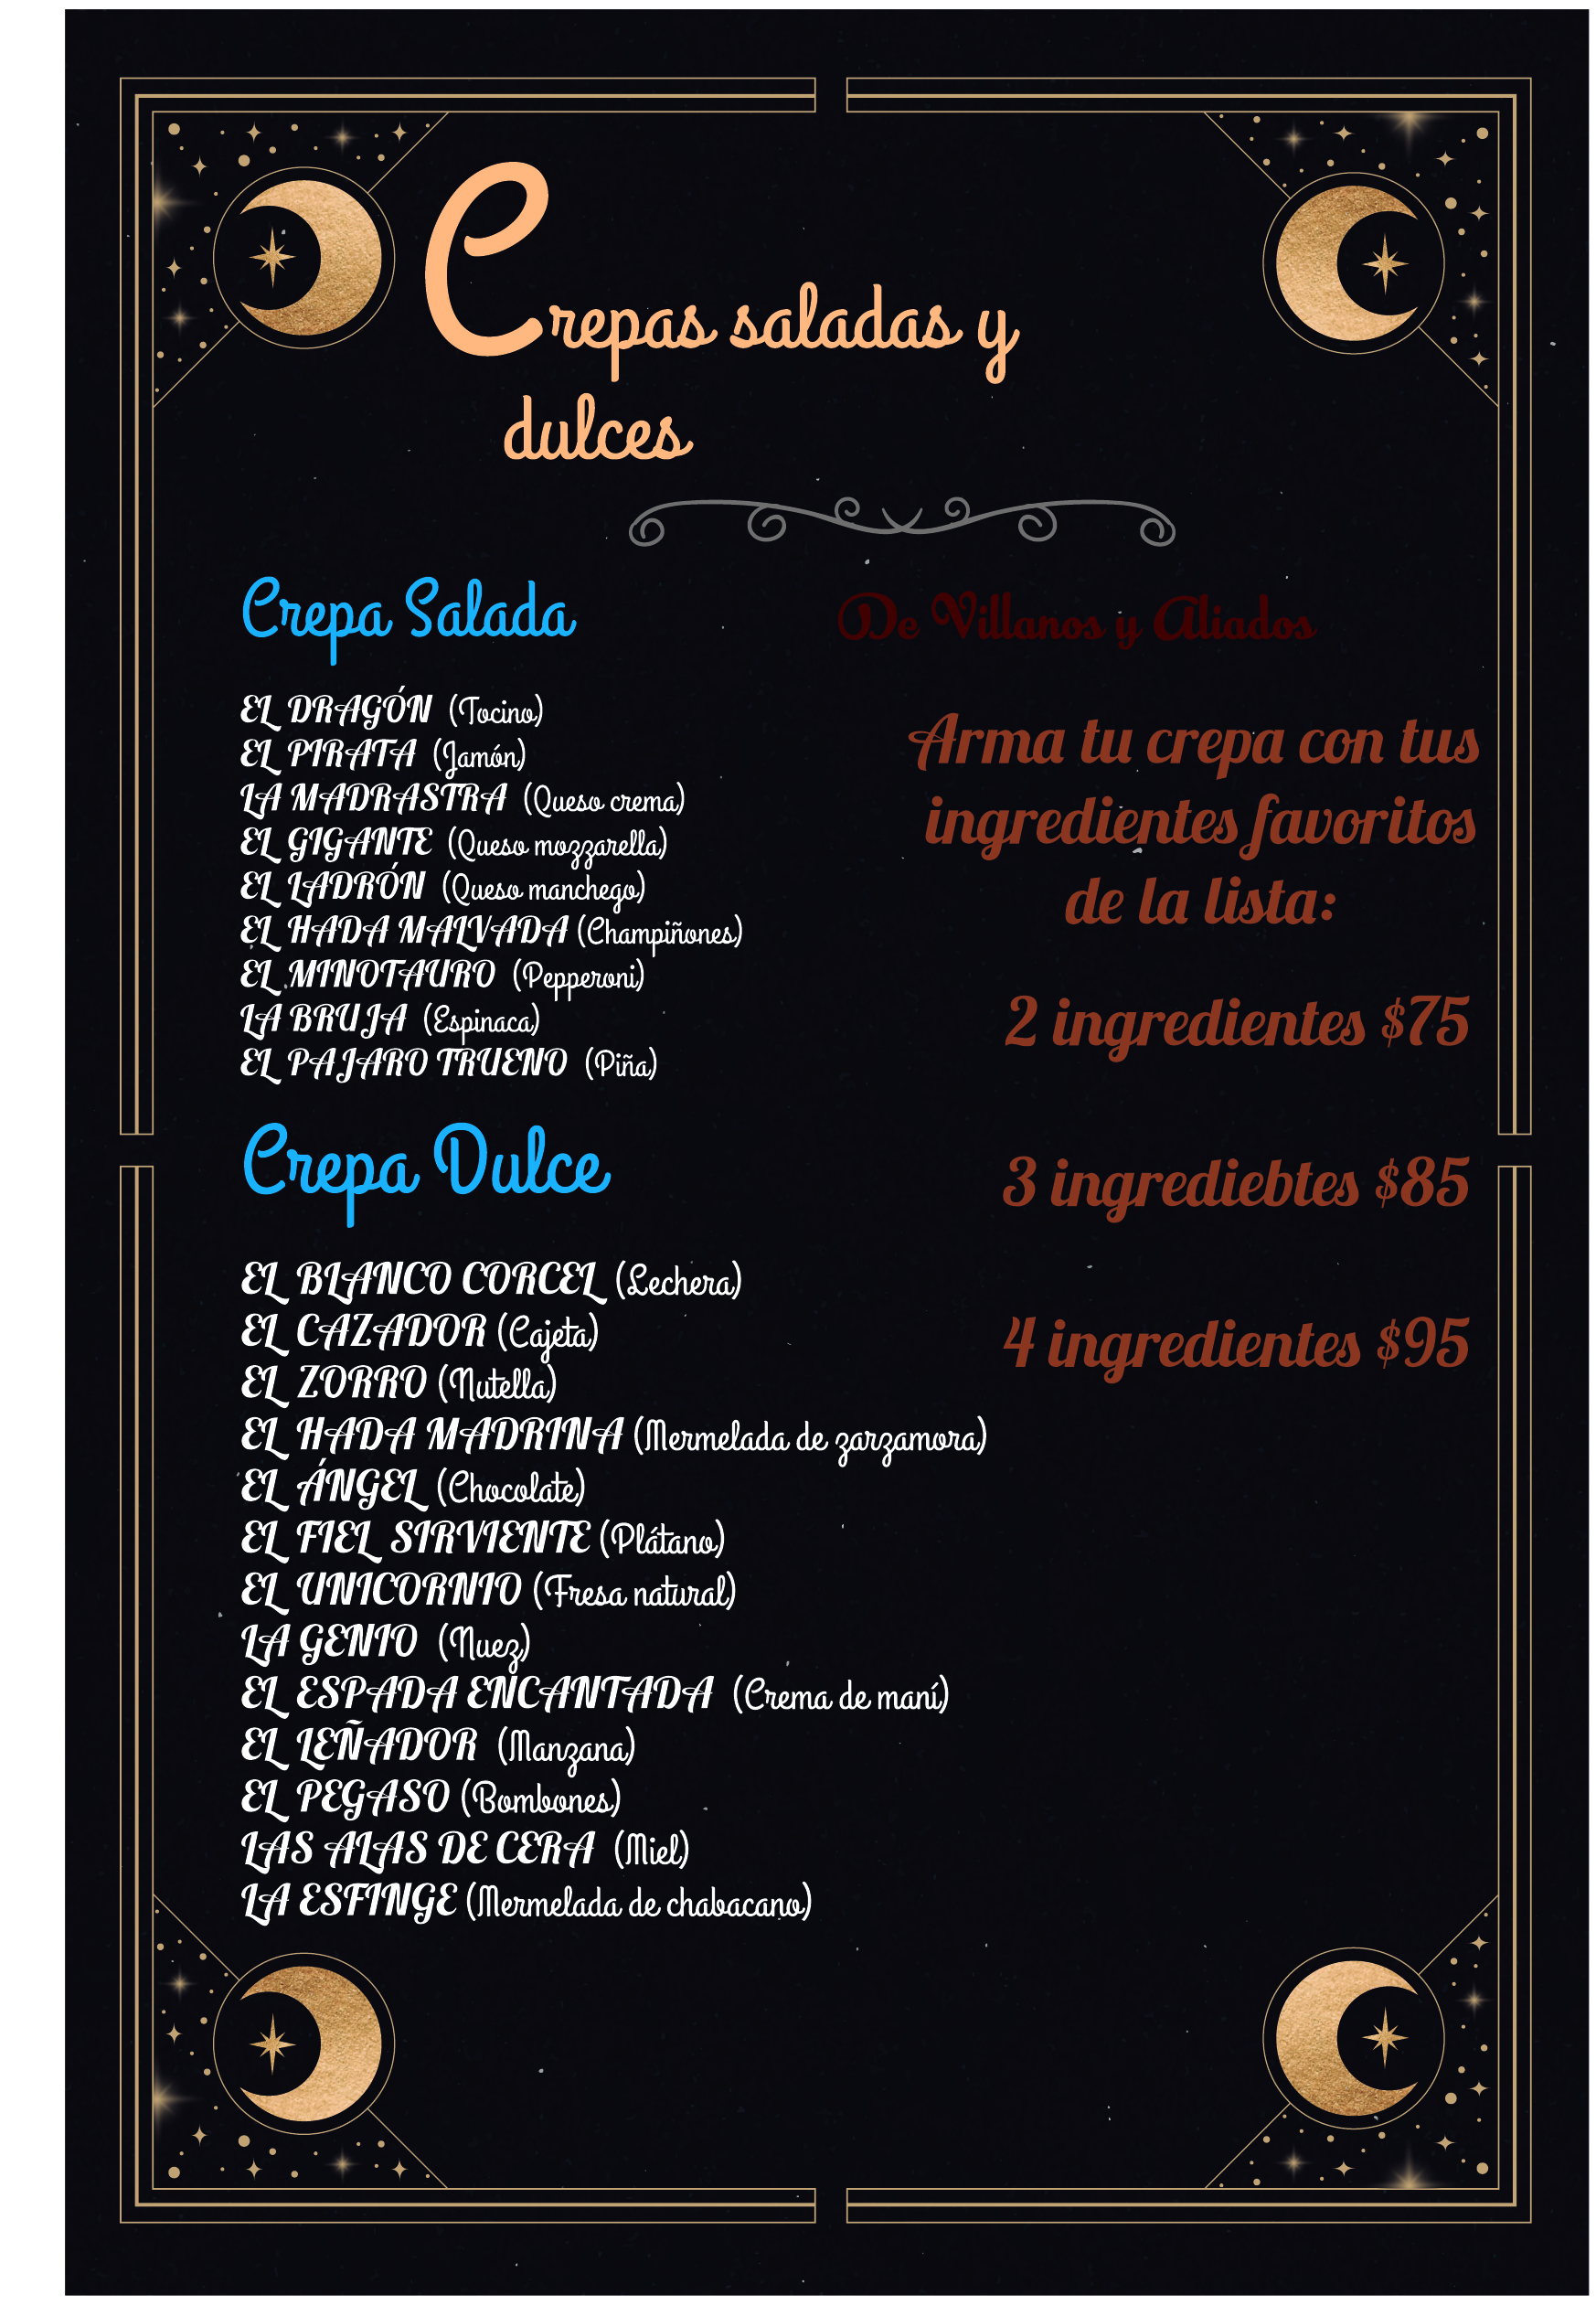 Crepas saladas y
dulces
Crepa Salada
EL DRAGÓN (Tocino)
EL PIRATA (Jamón)
LA MADRASTRA (Queso crema)
EL GIGANTE (Queso mozzarella)
EL LADRÓN (Queso manchego)
EL HADA MALVADA (Champiñones)
EL MINOTAURO (Pepperoni)
LA BRUJA (Espinaca)
EL PAJARO TRUENO (Piña)
Crepa Dulce
EL BLANCO CORCEL (Lechera)
EL CAZADOR (Cajeta)
EL ZORRO (Nutella)
EL HADA MADRINA (Mermelada de zarzamora)
EL ÁNGEL (Chocolate)
EL FIEL SIRVIENTE (Plátano)
EL UNICORNIO (Fresa natural)
LA GENIO (Nuez)
EL ESPADA ENCANTADA (Crema de maní)
EL LEÑADOR (Manzana)
EL PEGASO (Bombones)
LAS ALAS DE CERA (Miel)
LA ESFINGE (Mermelada de chabacano)
De Villanos y Aliados
Arma tu crepa con tus
ingredientes favoritos
de la lista:
2 ingredientes $75
3 ingrediebtes $85
4 ingredientes $95